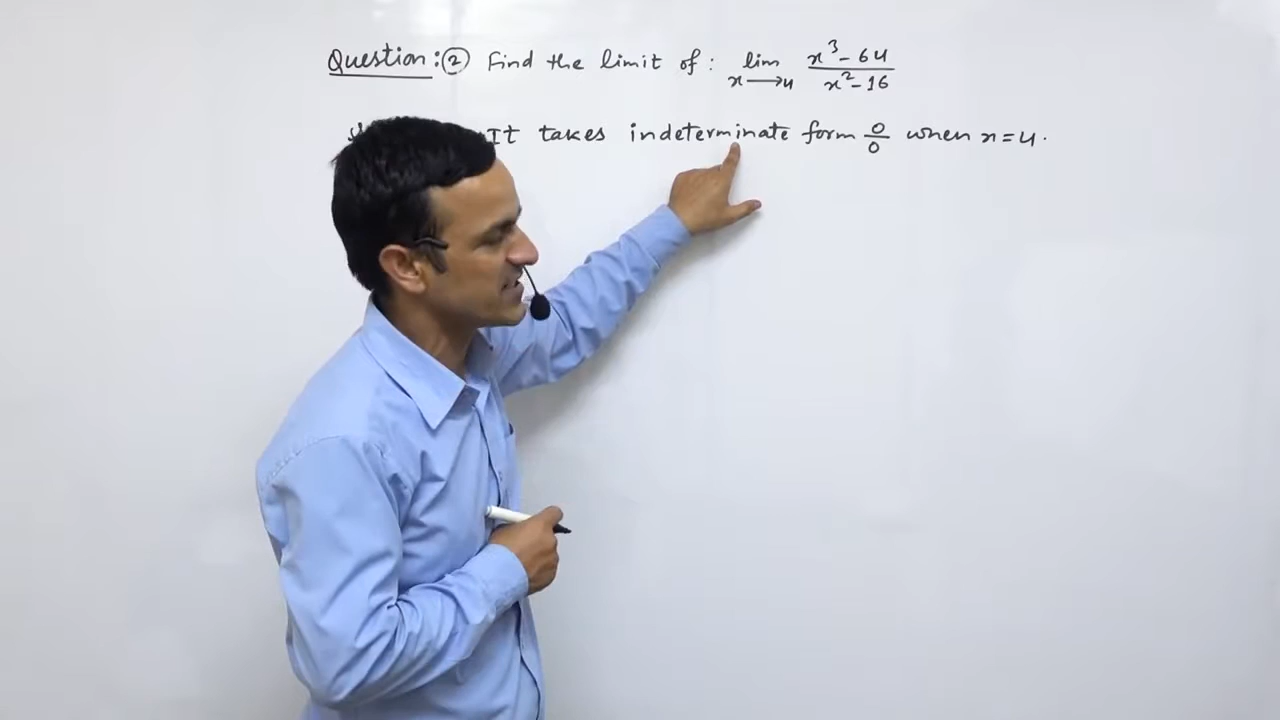 Question: ② Find the limit of : lim x→4 x³-64 / x²-16
It takes indeterminate form 0/0 when x=4.